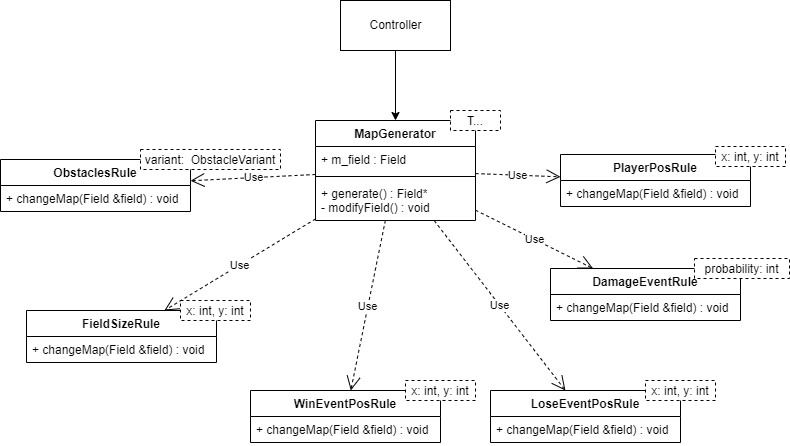 Controller
T...
MapGenerator
+ m_field : Field
+ generate() : Field*
- modifyField() : void
variant: ObstacleVariant
ObstaclesRule
+ changeMap(Field &field) : void
Use
x: int, y: int
PlayerPosRule
+ changeMap(Field &field) : void
Use
probability: int
DamageEventRule
+ changeMap(Field &field) : void
Use
x: int, y: int
FieldSizeRule
+ changeMap(Field &field) : void
Use
x: int, y: int
WinEventPosRule
+ changeMap(Field &field) : void
Use
x: int, y: int
LoseEventPosRule
+ changeMap(Field &field) : void
Use